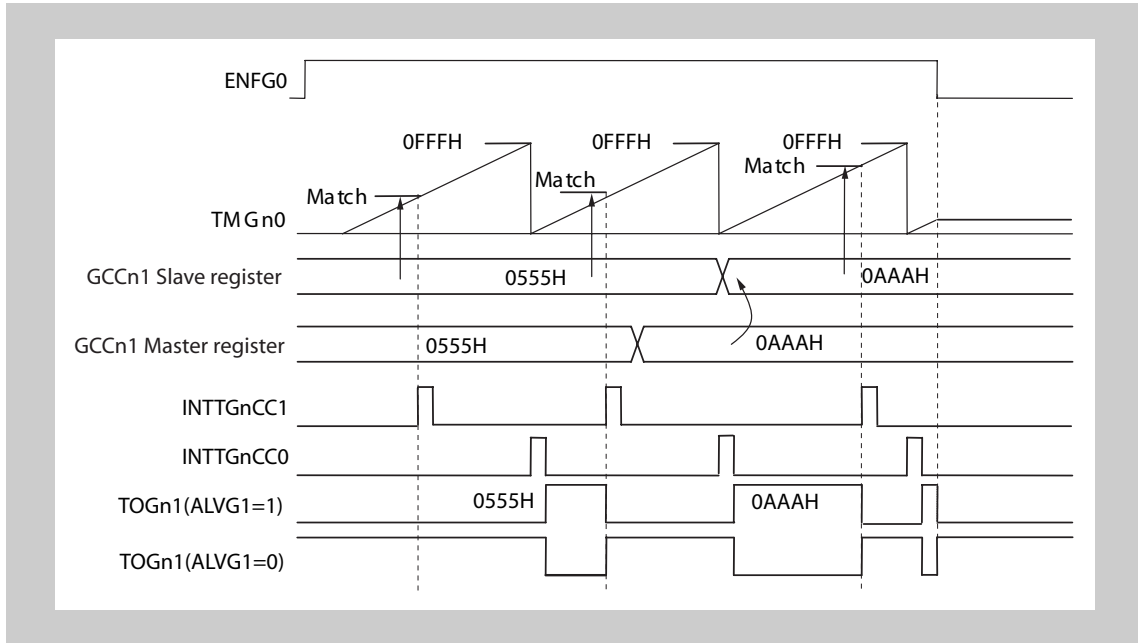 ENFG0
0FFFH 0FFFH 0FFFH
Match Match Match
TMGn0
GCCn1 Slave register 0555H 0AAAH
GCCn1 Master register 0555H 0AAAH
INTTGnCC1
INTTGnCC0
TOGn1(ALVG1=1) 0555H 0AAAH
TOGn1(ALVG1=0)